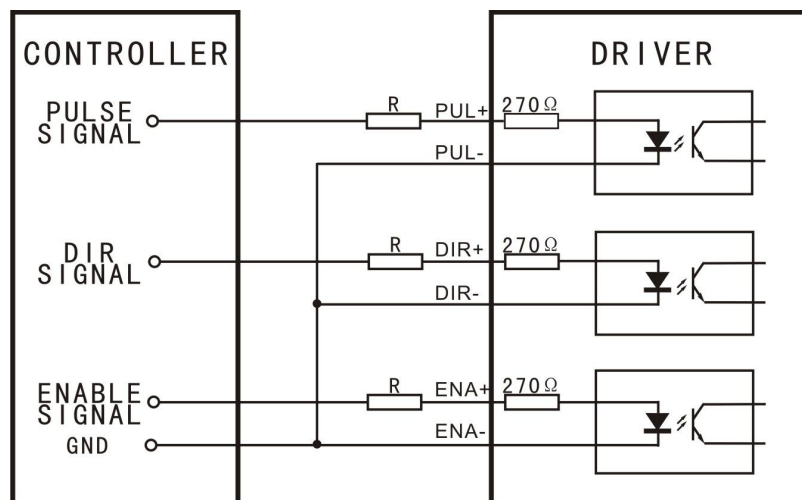 CONTROLLER
DRIVER
PULSE
SIGNAL
R
PUL+
270Ω
PUL-
DIR
SIGNAL
R
DIR+
270Ω
DIR-
ENABLE
SIGNAL
R
ENA+
270Ω
GND
ENA-